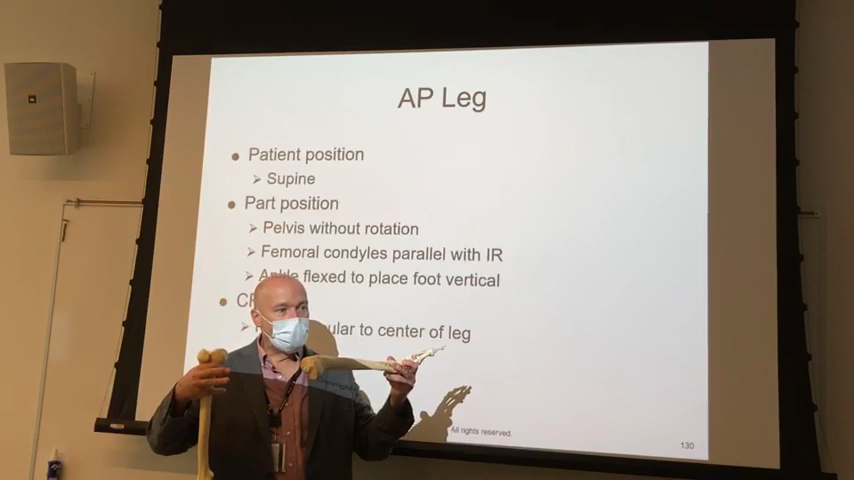 AP Leg
● Patient position
➢ Supine
● Part position
➢ Pelvis without rotation
➢ Femoral condyles parallel with IR
➢ Ankle flexed to place foot vertical
●
➢ to center of leg
All rights reserved.
130